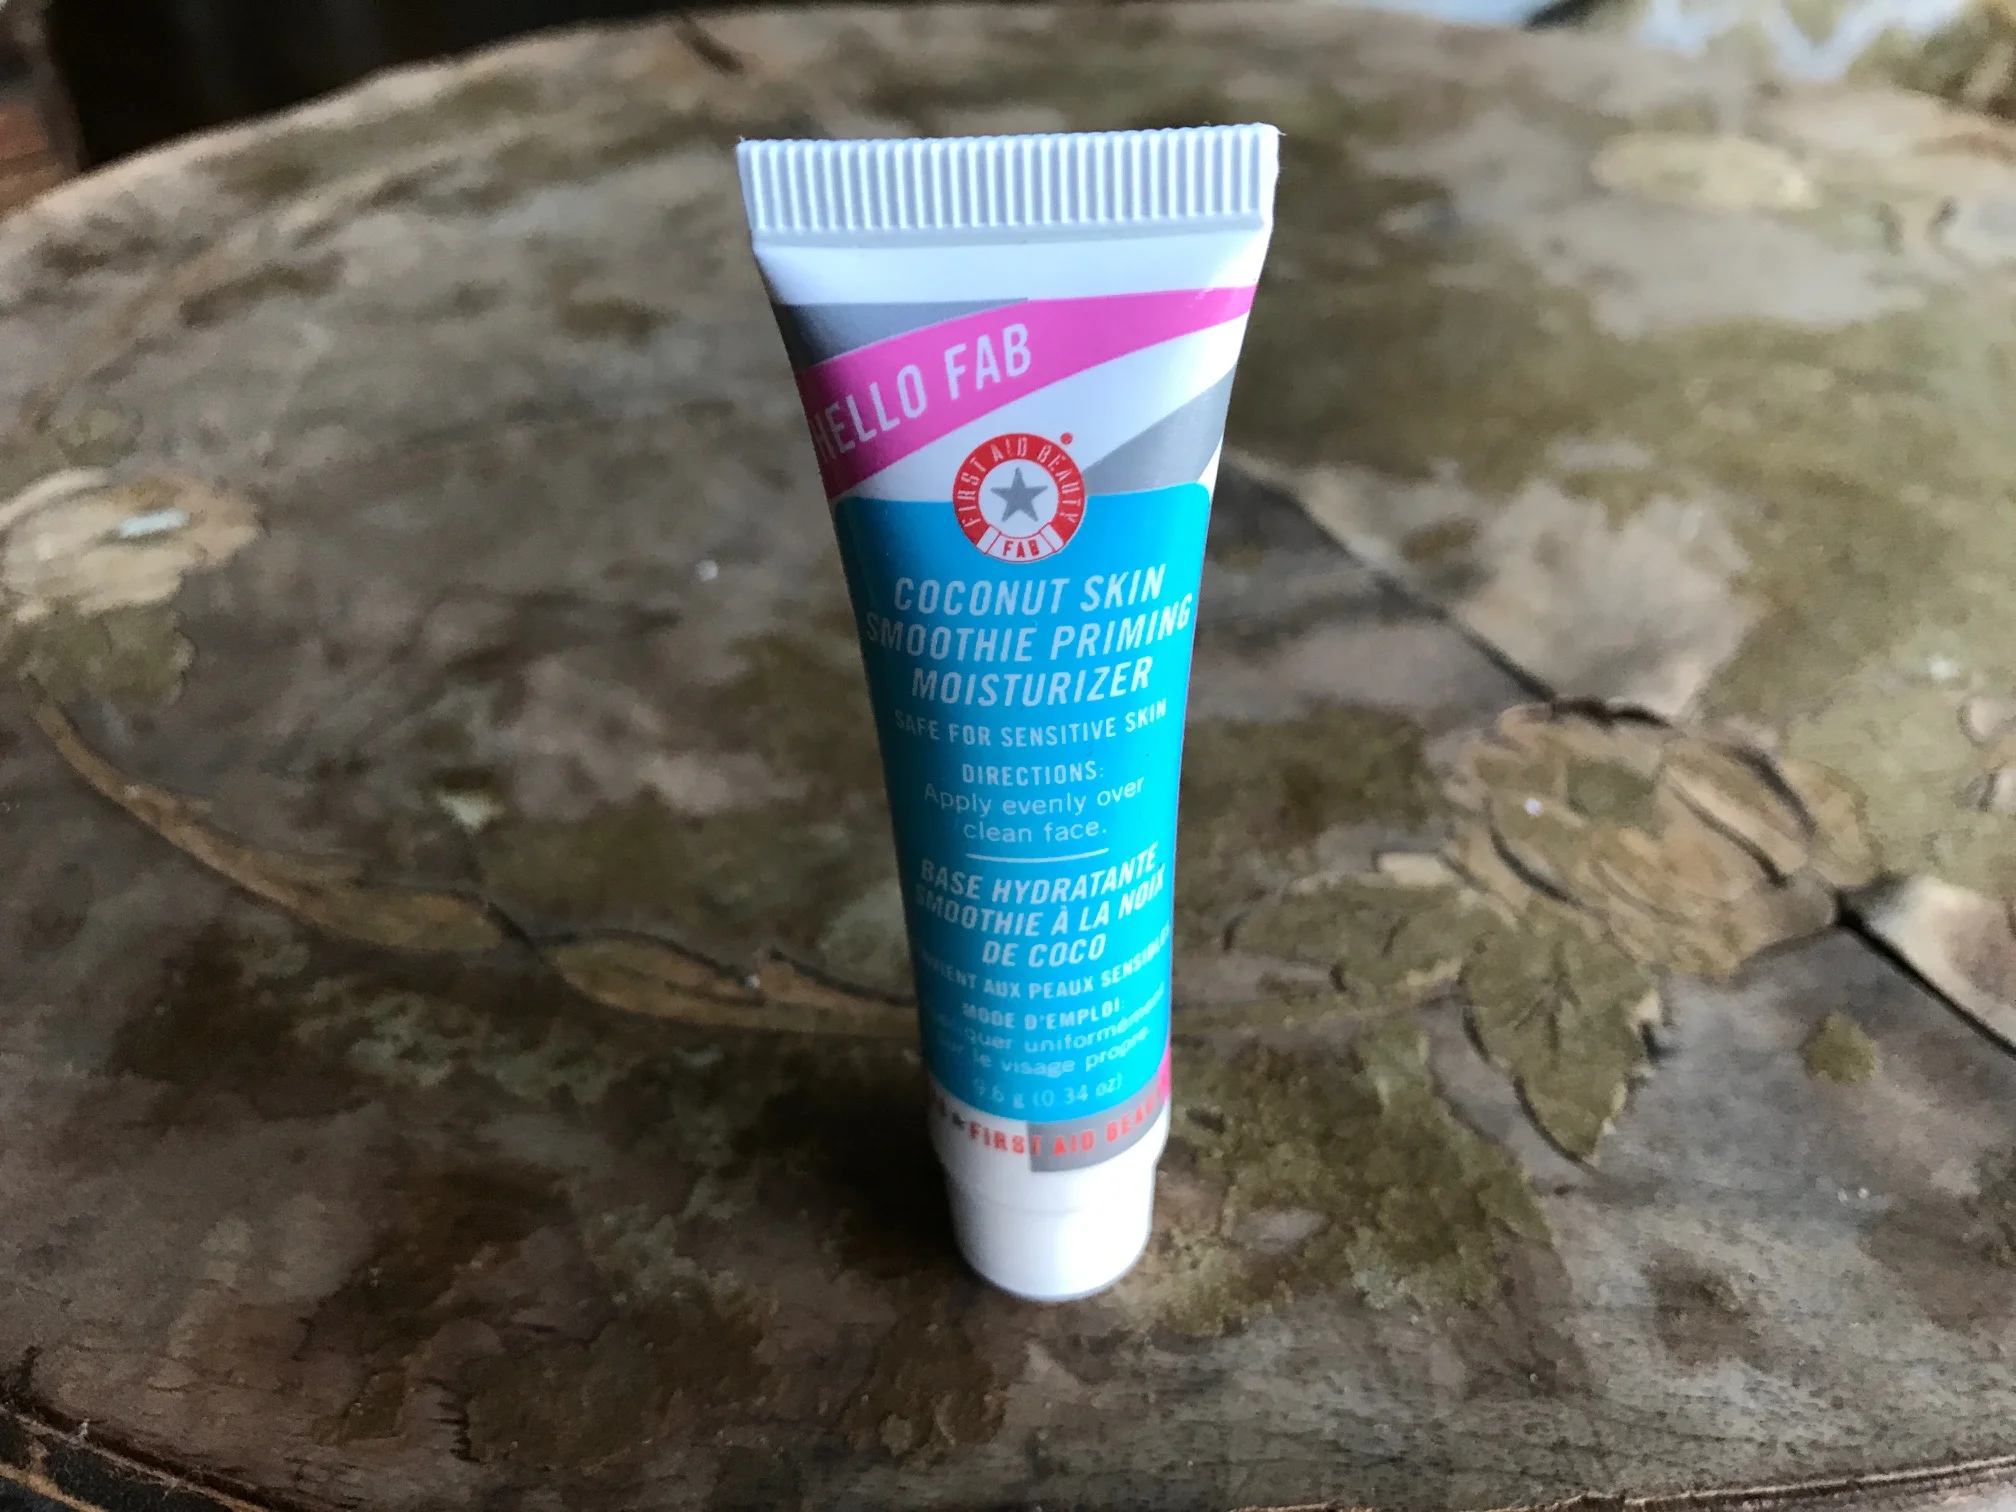 HELLO FAB
FIRST AID BEAUTY
FAB
COCONUT SKIN
SMOOTHIE PRIMING
MOISTURIZER
SAFE FOR SENSITIVE SKIN
DIRECTIONS:
Apply evenly over
clean face.
BASE HYDRATANTE
SMOOTHIE À LA NOIX
DE COCO
AUX PEAUX SENSIBLES
MODE D'EMPLOI:
uniformément
le visage propre.
9.6 g (0.34 oz)
FIRST AID BEAUTY